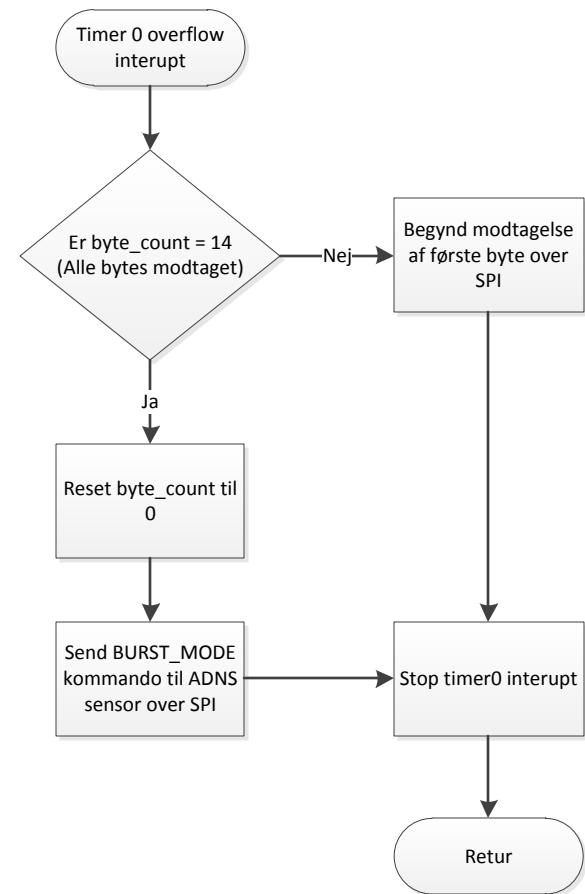 Timer 0 overflow
interupt
Er byte_count = 14
(Alle bytes modtaget)
Nej
Begynd modtagelse
af første byte over
SPI
Ja
Reset byte_count til
0
Send BURST_MODE
kommando til ADNS
sensor over SPI
Stop timer0 interupt
Retur